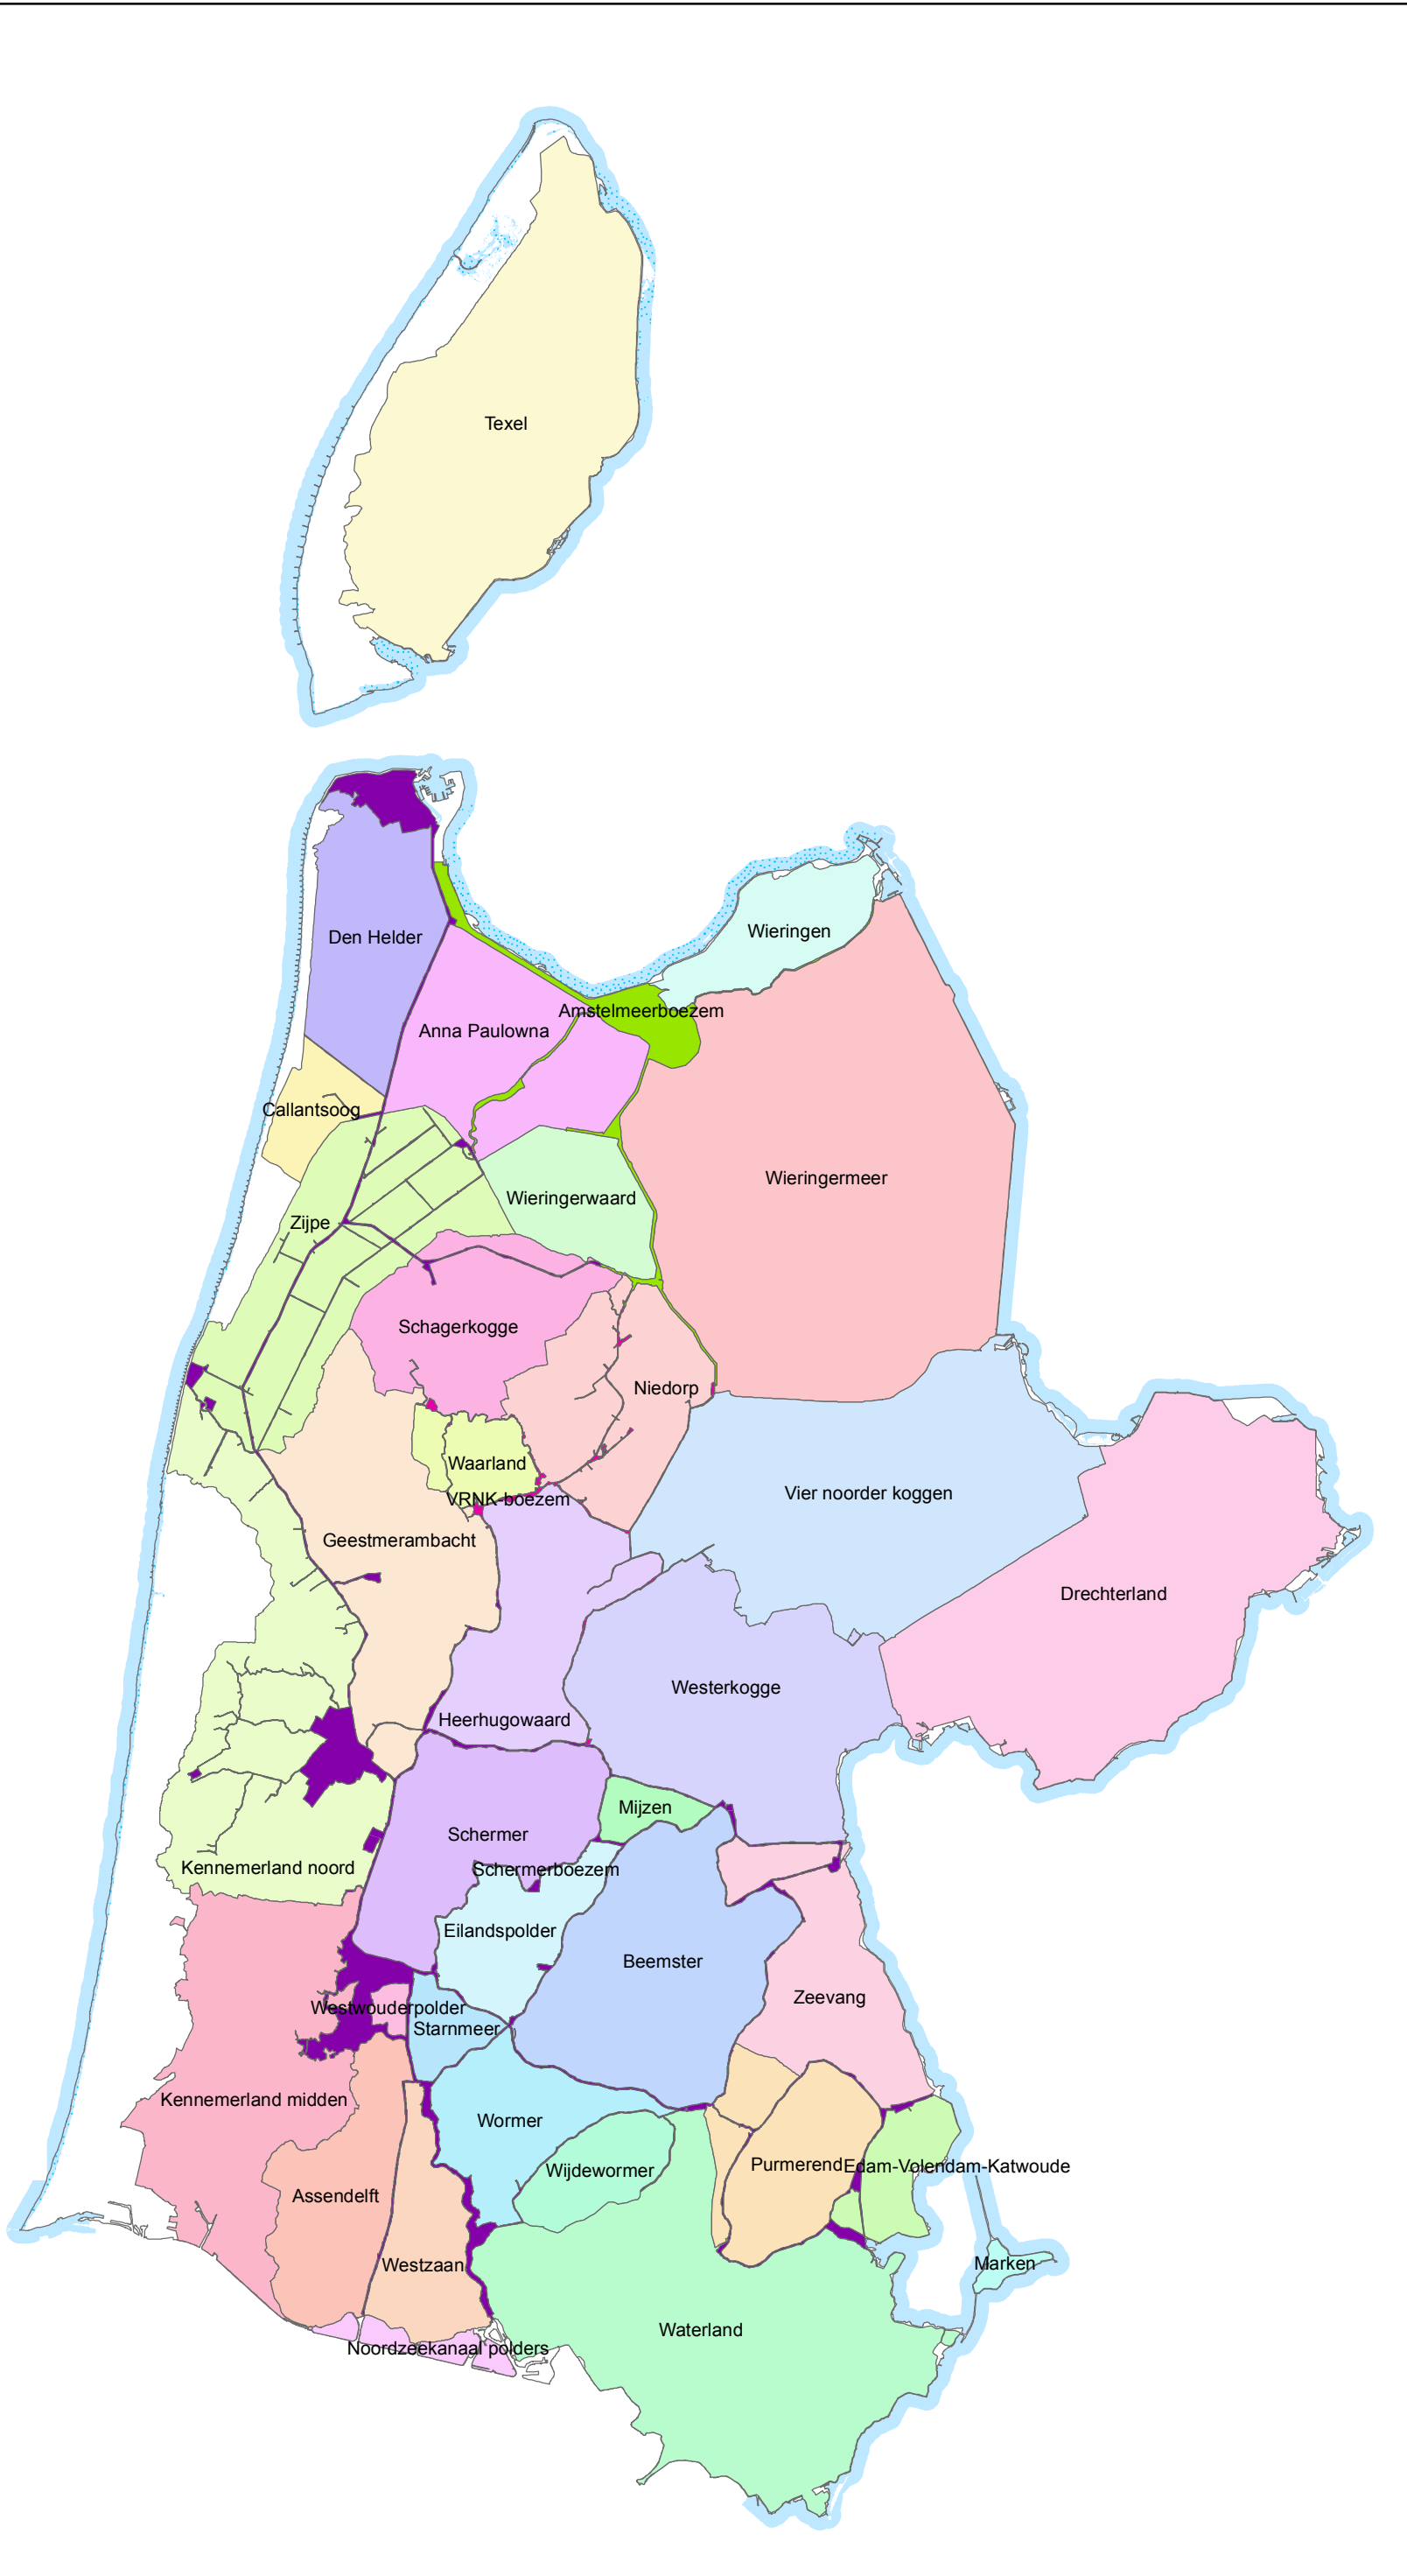 Texel
Wieringen
Den Helder
Amstelmeerboezem
Anna Paulowna
Callantsoog
Wieringermeer
Wieringerwaard
Zijpe
Schagerkogge
Niedorp
Waarland
Vier noorder koggen
VRNK-boezem
Geestmerambacht
Drechterland
Westerkogge
Heerhugowaard
Mijzen
Schermer
Kennemerland noord
Schermerboezem
Eilandspolder
Beemster
Zeevang
Westwouderpolder
Starnmeer
Kennemerland midden
Wormer
Purmerend
Edam-Volendam-Katwoude
Wijdewormer
Assendelft
Marken
Westzaan
Waterland
Noordzeekanaal polders